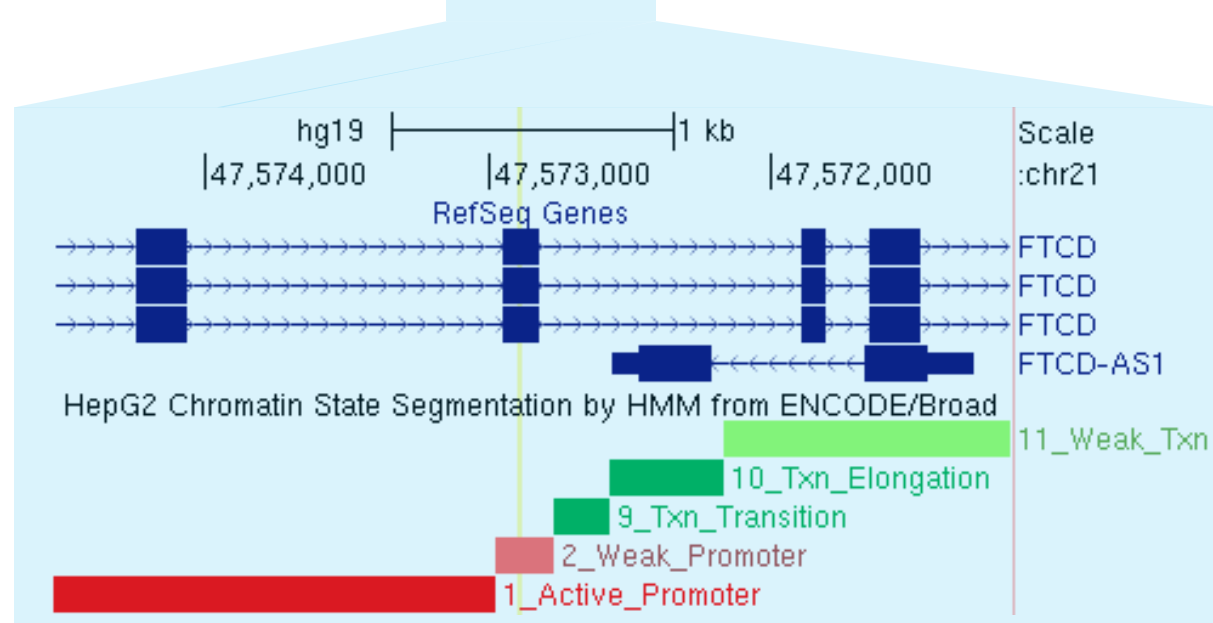 hg19 1 kb Scale
47,574,000 47,573,000 47,572,000 :chr21
RefSeq Genes
FTCD
FTCD
FTCD
FTCD-AS1
HepG2 Chromatin State Segmentation by HMM from ENCODE/Broad
11_Weak_Txn
10_Txn_Elongation
9_Txn_Transition
2_Weak_Promoter
1_Active_Promoter